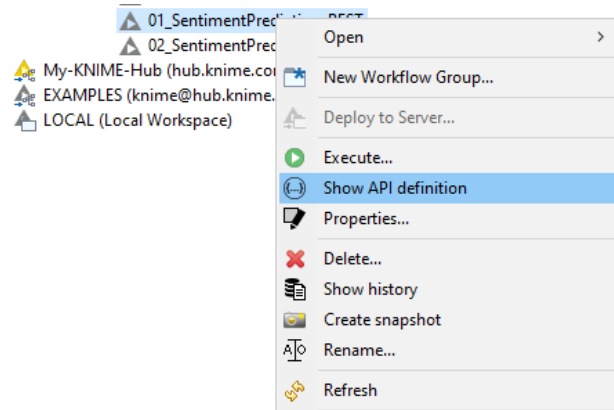 01_SentimentPrediction_REST
02_SentimentPred
My-KNIME-Hub (hub.knime.co
EXAMPLES (knime@hub.knime.
LOCAL (Local Workspace)
Open
New Workflow Group...
Deploy to Server...
Execute...
Show API definition
Properties...
Delete...
Show history
Create snapshot
Rename...
Refresh